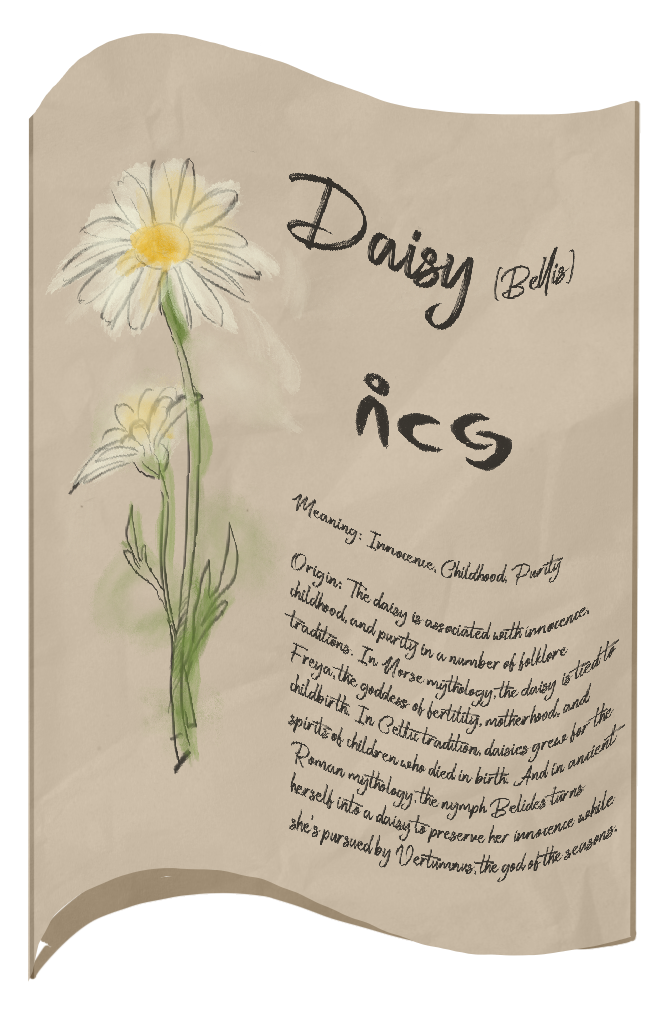 Daisy (Bellis)
Meaning: Innocence, Childhood, Purity
Origin: The daisy is associated with innocence,
childhood, and purity in a number of folklore
traditions. In Norse mythology, the daisy is tied to
Freya, the goddess of fertility, motherhood, and
childbirth. In Celtic tradition, daisies grew for the
spirits of children who died in birth. And in ancient
Roman mythology, the nymph Belides turns
herself into a daisy to preserve her innocence while
she's pursued by Vertumnus, the god of the seasons.